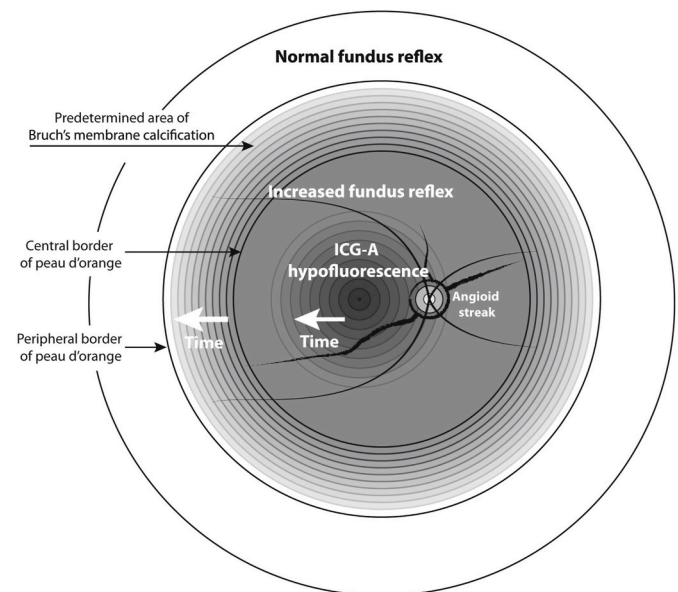 Normal fundus reflex
Predetermined area of
Bruch's membrane calcification
Increased fundus reflex
Central border
of peau d'orange
ICG-A
hypofluorescence
Angioid
streak
Peripheral border
of peau d'orange
Time
Time